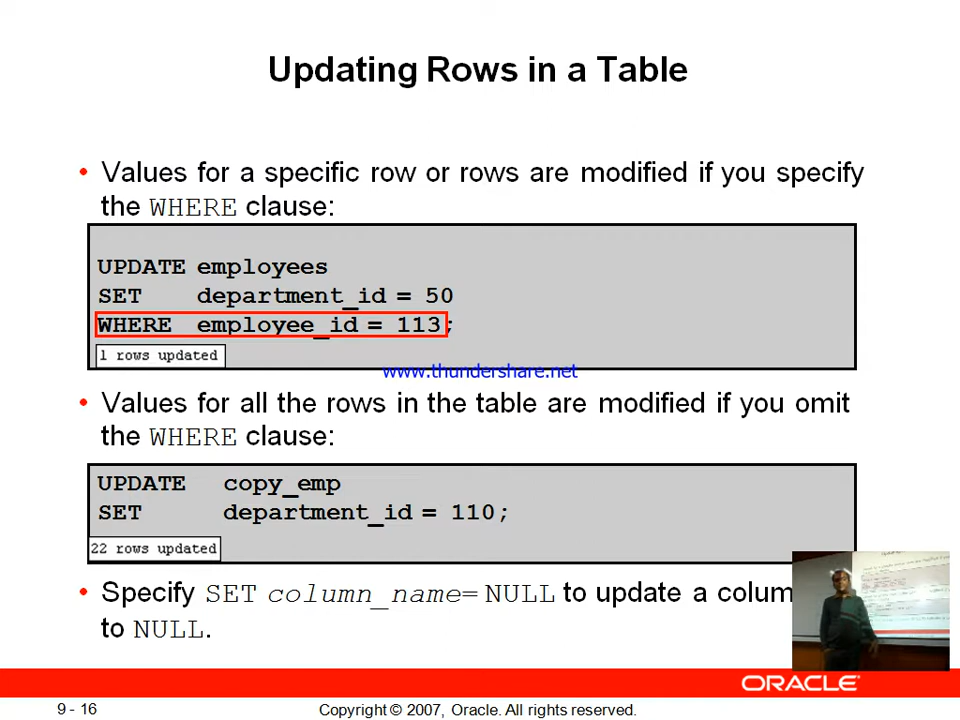 Updating Rows in a Table
• Values for a specific row or rows are modified if you specify
the WHERE clause:
UPDATE employees
SET department_id = 50
WHERE employee_id = 113;
1 rows updated
www.thundershare.net
• Values for all the rows in the table are modified if you omit
the WHERE clause:
UPDATE copy_emp
SET department_id = 110;
22 rows updated
• Specify SET column_name= NULL to update a colum
to NULL.
ORACLE
9 - 16
Copyright © 2007, Oracle. All rights reserved.